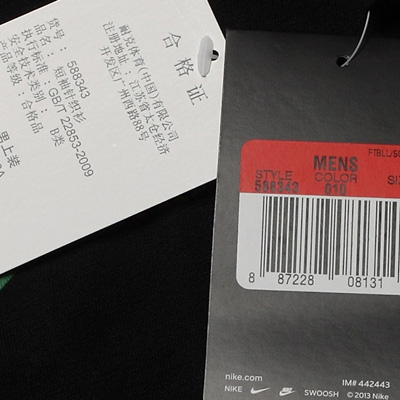 合格证
耐克体育(中国)有限公司
注册地址：江苏省太仓经济
开发区广州西路88号
货号：588343
品名：短袖针织衫
执行标准：GB/T 22853-2009
安全技术类别：B类
产品等级：合格品
男上装
FTBLL/SO
MENS
STYLE COLOR SI
588343 010
8 87228 08131
nike.com
NIKE SWOOSH
IM# 442443
© 2013 Nike